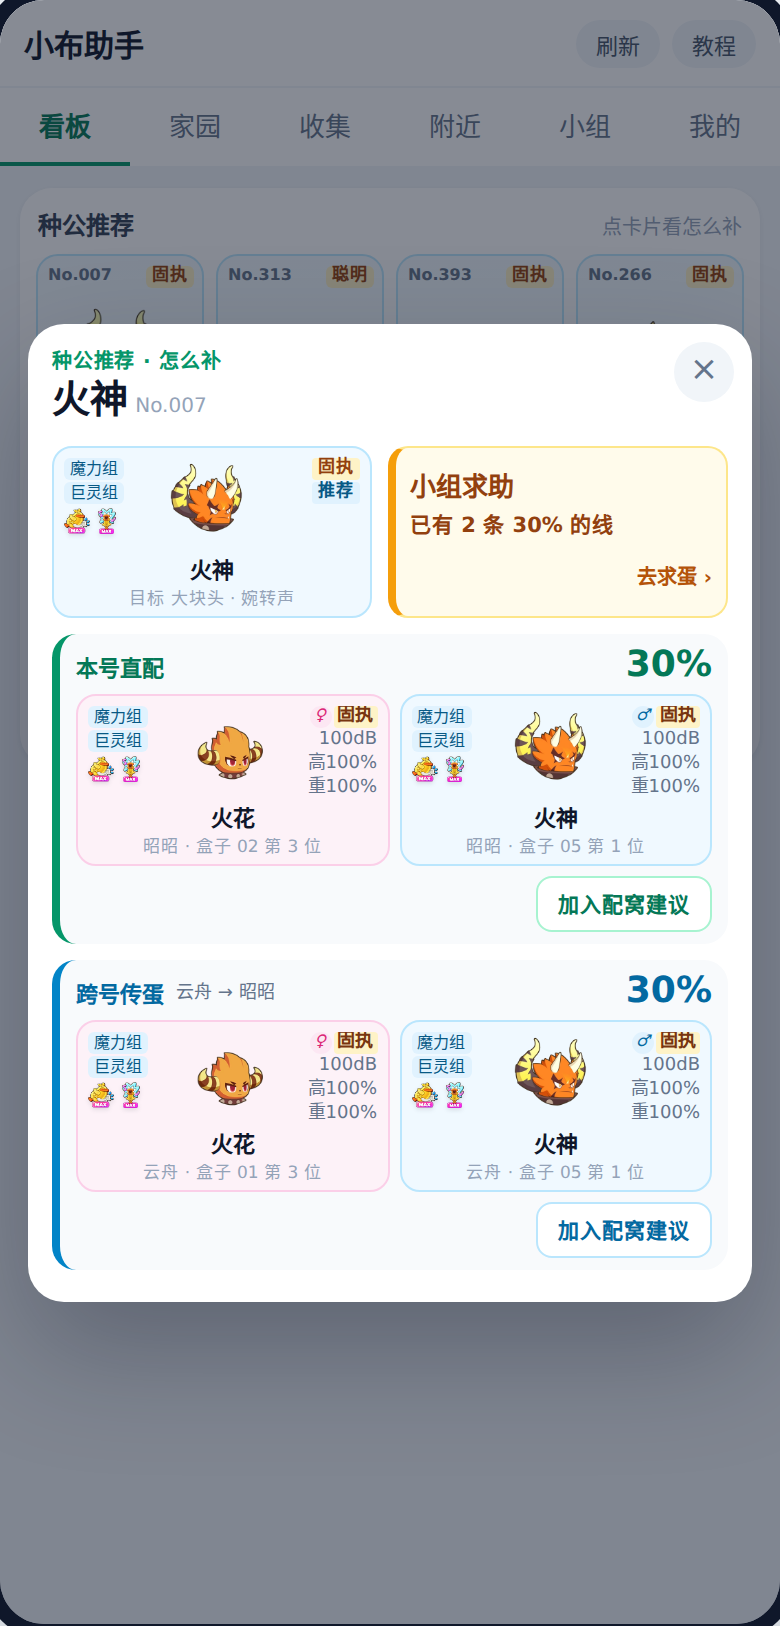 小布助手
刷新
教程
看板
家园
收集
附近
小组
我的
种公推荐
点卡片看怎么补
No.007
固执
No.313
聪明
No.393
固执
No.266
固执
种公推荐 · 怎么补
火神 No.007
×
魔力组
巨灵组
固执
推荐
MAX
MAX
火神
目标 大块头 · 婉转声
小组求助
已有 2 条 30% 的线
去求蛋 ›
本号直配
30%
魔力组
巨灵组
MAX
MAX
♀ 固执
100dB
高100%
重100%
火花
昭昭 · 盒子 02 第 3 位
魔力组
巨灵组
MAX
MAX
♂ 固执
100dB
高100%
重100%
火神
昭昭 · 盒子 05 第 1 位
加入配窝建议
跨号传蛋 云舟 → 昭昭
30%
魔力组
巨灵组
MAX
MAX
♀ 固执
100dB
高100%
重100%
火花
云舟 · 盒子 01 第 3 位
魔力组
巨灵组
MAX
MAX
♂ 固执
100dB
高100%
重100%
火神
云舟 · 盒子 05 第 1 位
加入配窝建议